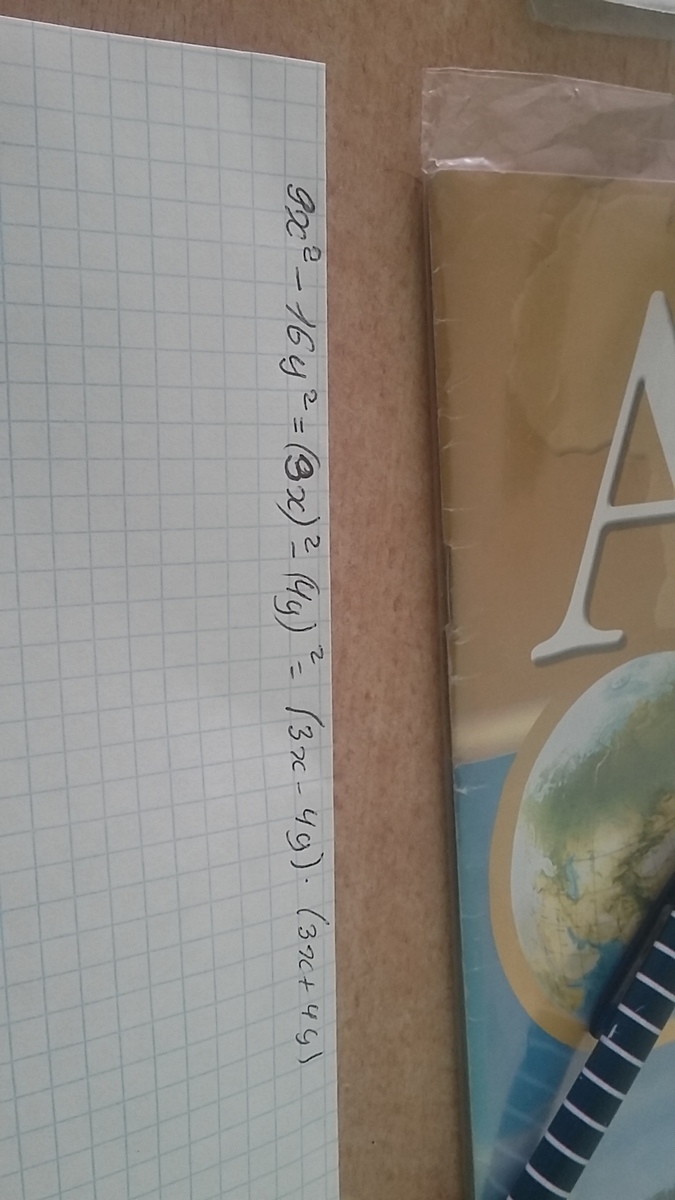 9x² - 16y² = (3x)² - (4y)² = (3x - 4y) · (3x + 4y)
A